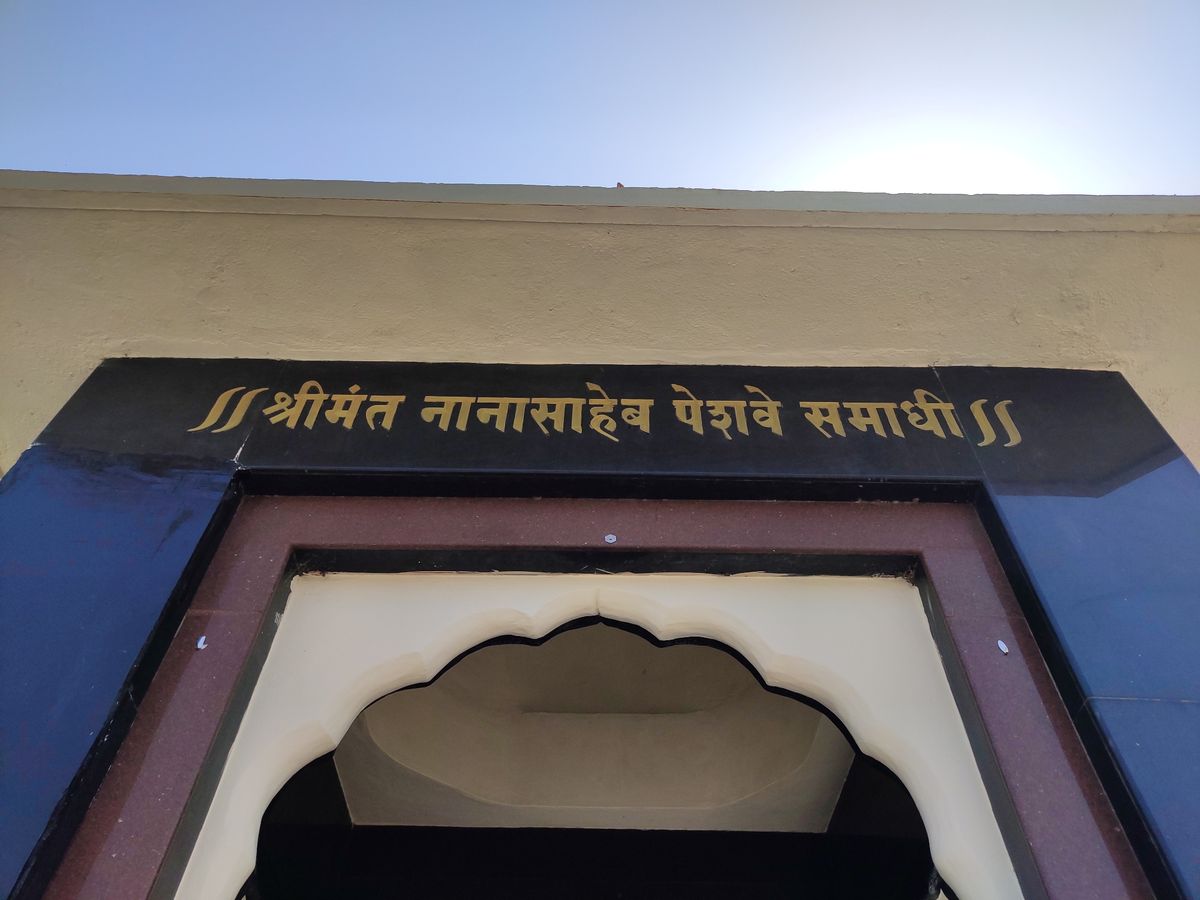 ॥ श्रीमंत नानासाहेब पेशवे समाधी ॥